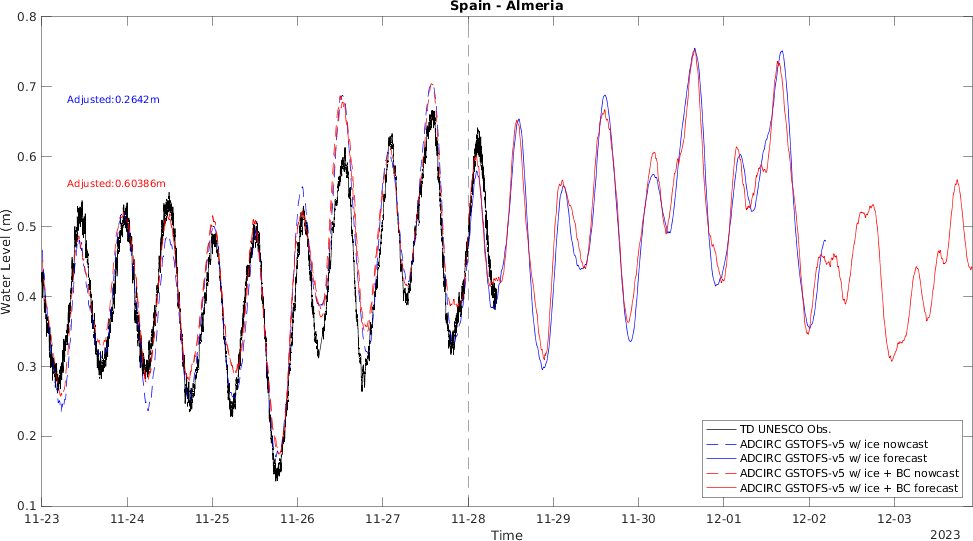 Spain - Almeria
0.8
0.7
0.6
0.5
0.4
0.3
0.2
0.1
Water Level (m)
Adjusted:0.2642m
Adjusted:0.60386m
TD UNESCO Obs.
ADCIRC GSTOFS-v5 w/ ice nowcast
ADCIRC GSTOFS-v5 w/ ice forecast
ADCIRC GSTOFS-v5 w/ ice + BC nowcast
ADCIRC GSTOFS-v5 w/ ice + BC forecast
11-23 11-24 11-25 11-26 11-27 11-28 11-29 11-30 12-01 12-02 12-03
Time
2023